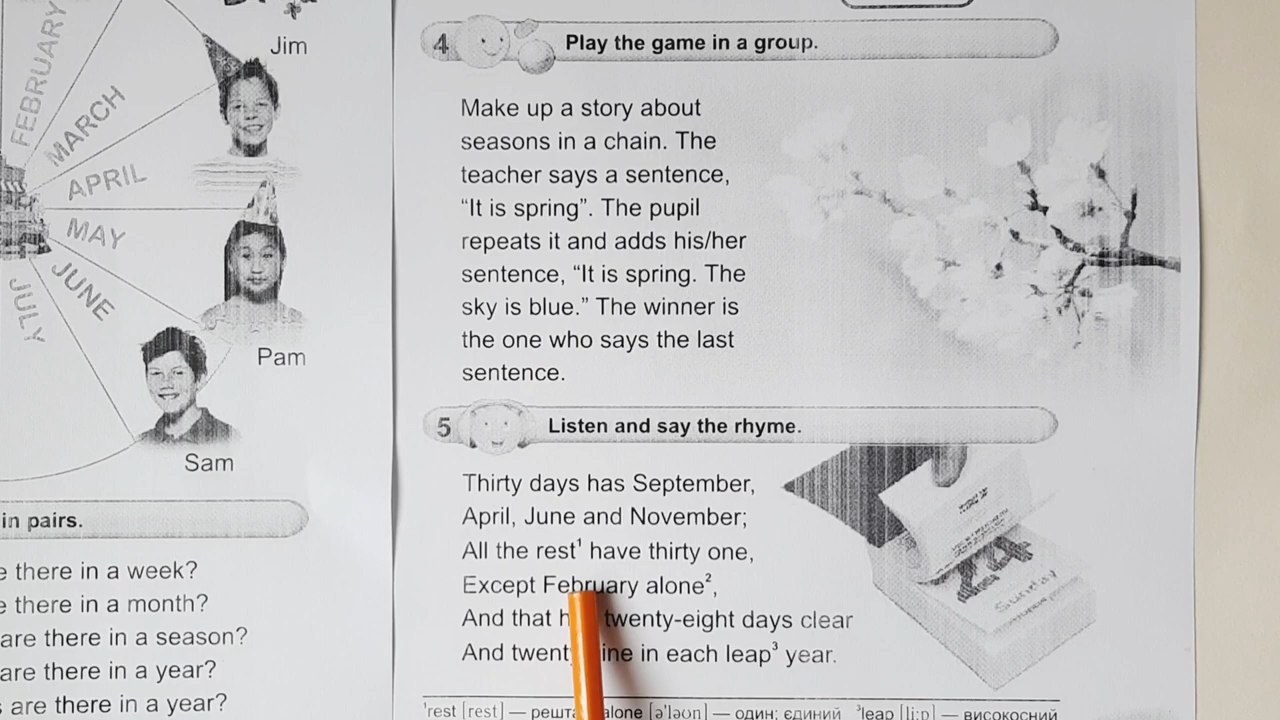 FEBRUARY
MARCH
APRIL
MAY
JUNE
JULY
Jim
Pam
Sam
in pairs.
e there in a week?
e there in a month?
are there in a season?
are there in a year?
s are there in a year?
4 Play the game in a group.
Make up a story about
seasons in a chain. The
teacher says a sentence,
“It is spring”. The pupil
repeats it and adds his/her
sentence, “It is spring. The
sky is blue.” The winner is
the one who says the last
sentence.
5 Listen and say the rhyme.
Thirty days has September,
April, June and November;
All the rest¹ have thirty one,
Except February alone²,
And that twenty-eight days clear
And in each leap³ year.
24
Sunday
¹rest [rest] — alone [ə'ləʊn] — один; єдиний ³leap [li:p] — високосний